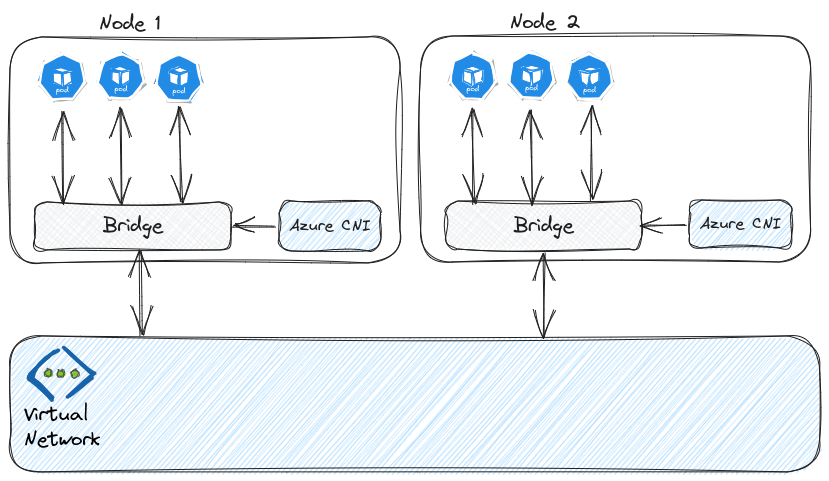 Node 1
Node 2
pod
pod
pod
pod
pod
pod
Bridge
Azure CNI
Bridge
Azure CNI
Virtual
Network